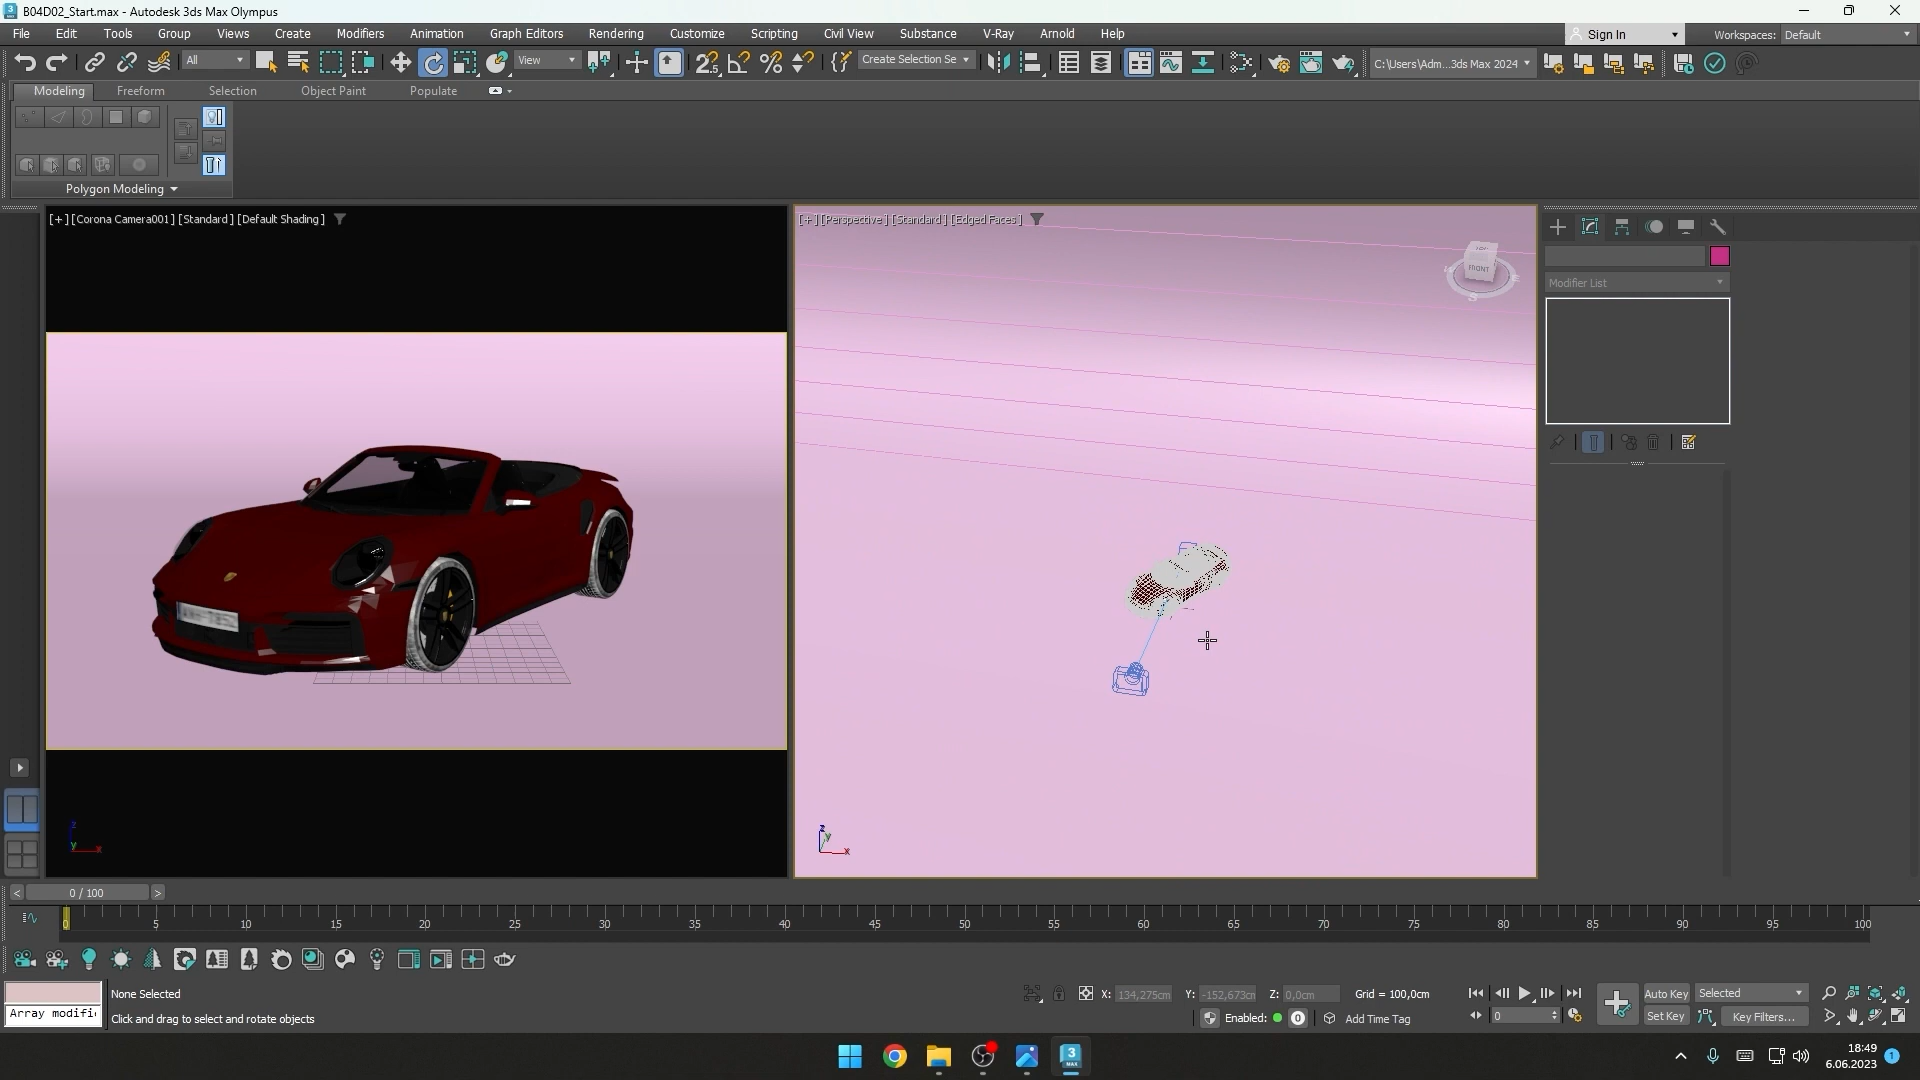 B04D02_Start.max - Autodesk 3ds Max Olympus
File Edit Tools Group Views Create Modifiers Animation Graph Editors Rendering Customize Scripting Civil View Substance V-Ray Arnold Help
Sign In
Workspaces: Default
All
View
Create Selection Se
C:\Users\Adm...3ds Max 2024
Modeling Freeform Selection Object Paint Populate
Polygon Modeling
[+] [Corona Camera001] [Standard] [Default Shading]
[+] [Perspective] [Standard] [Edged Faces]
FRONT
S
Modifier List
z
y
x
z
y
x
< 0 / 100 >
0 5 10 15 20 25 30 35 40 45 50 55 60 65 70 75 80 85 90 95 100
None Selected
X: 134,275cm Y: -152,673cm Z: 0,0cm Grid = 100,0cm
Auto Key Selected
Array modifi
Click and drag to select and rotate objects
Enabled: 0 Add Time Tag
0
Set Key Key Filters...
3
MAX
18:49
6.06.2023
1